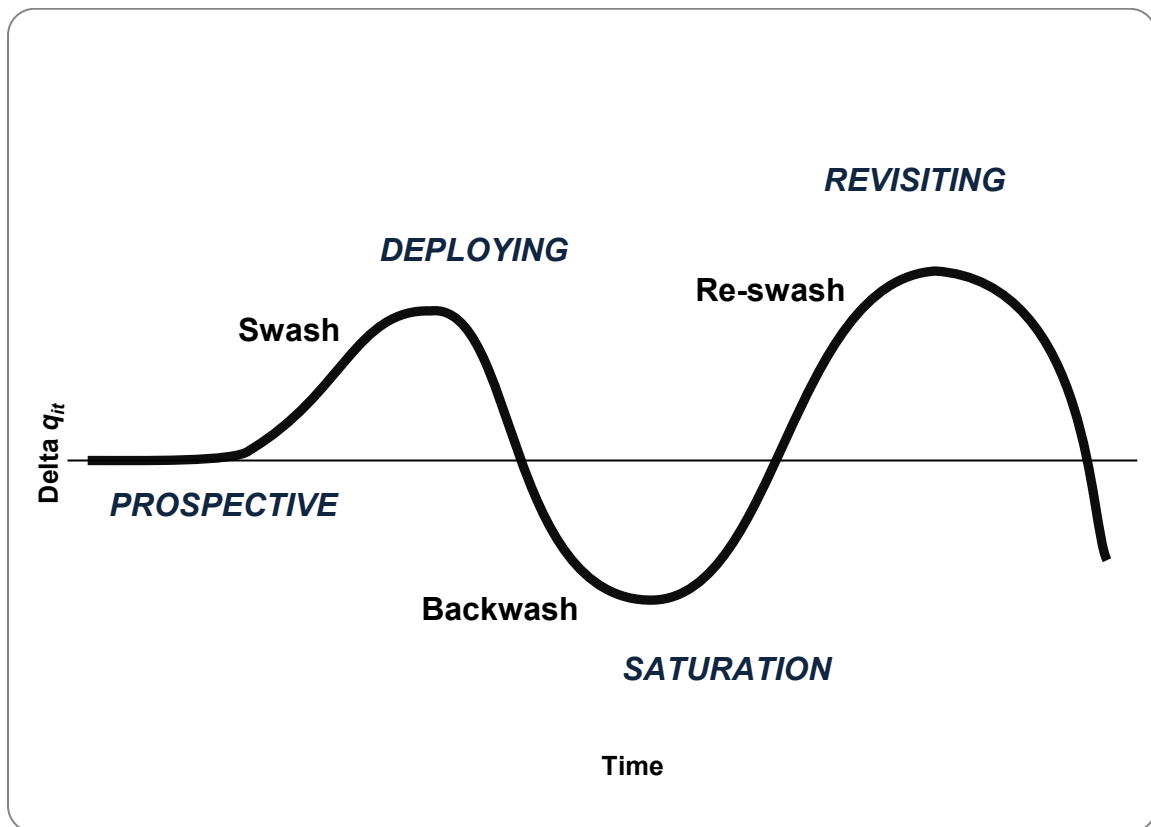 REVISITING
DEPLOYING
Re-swash
Swash
Delta qit
PROSPECTIVE
Backwash
SATURATION
Time